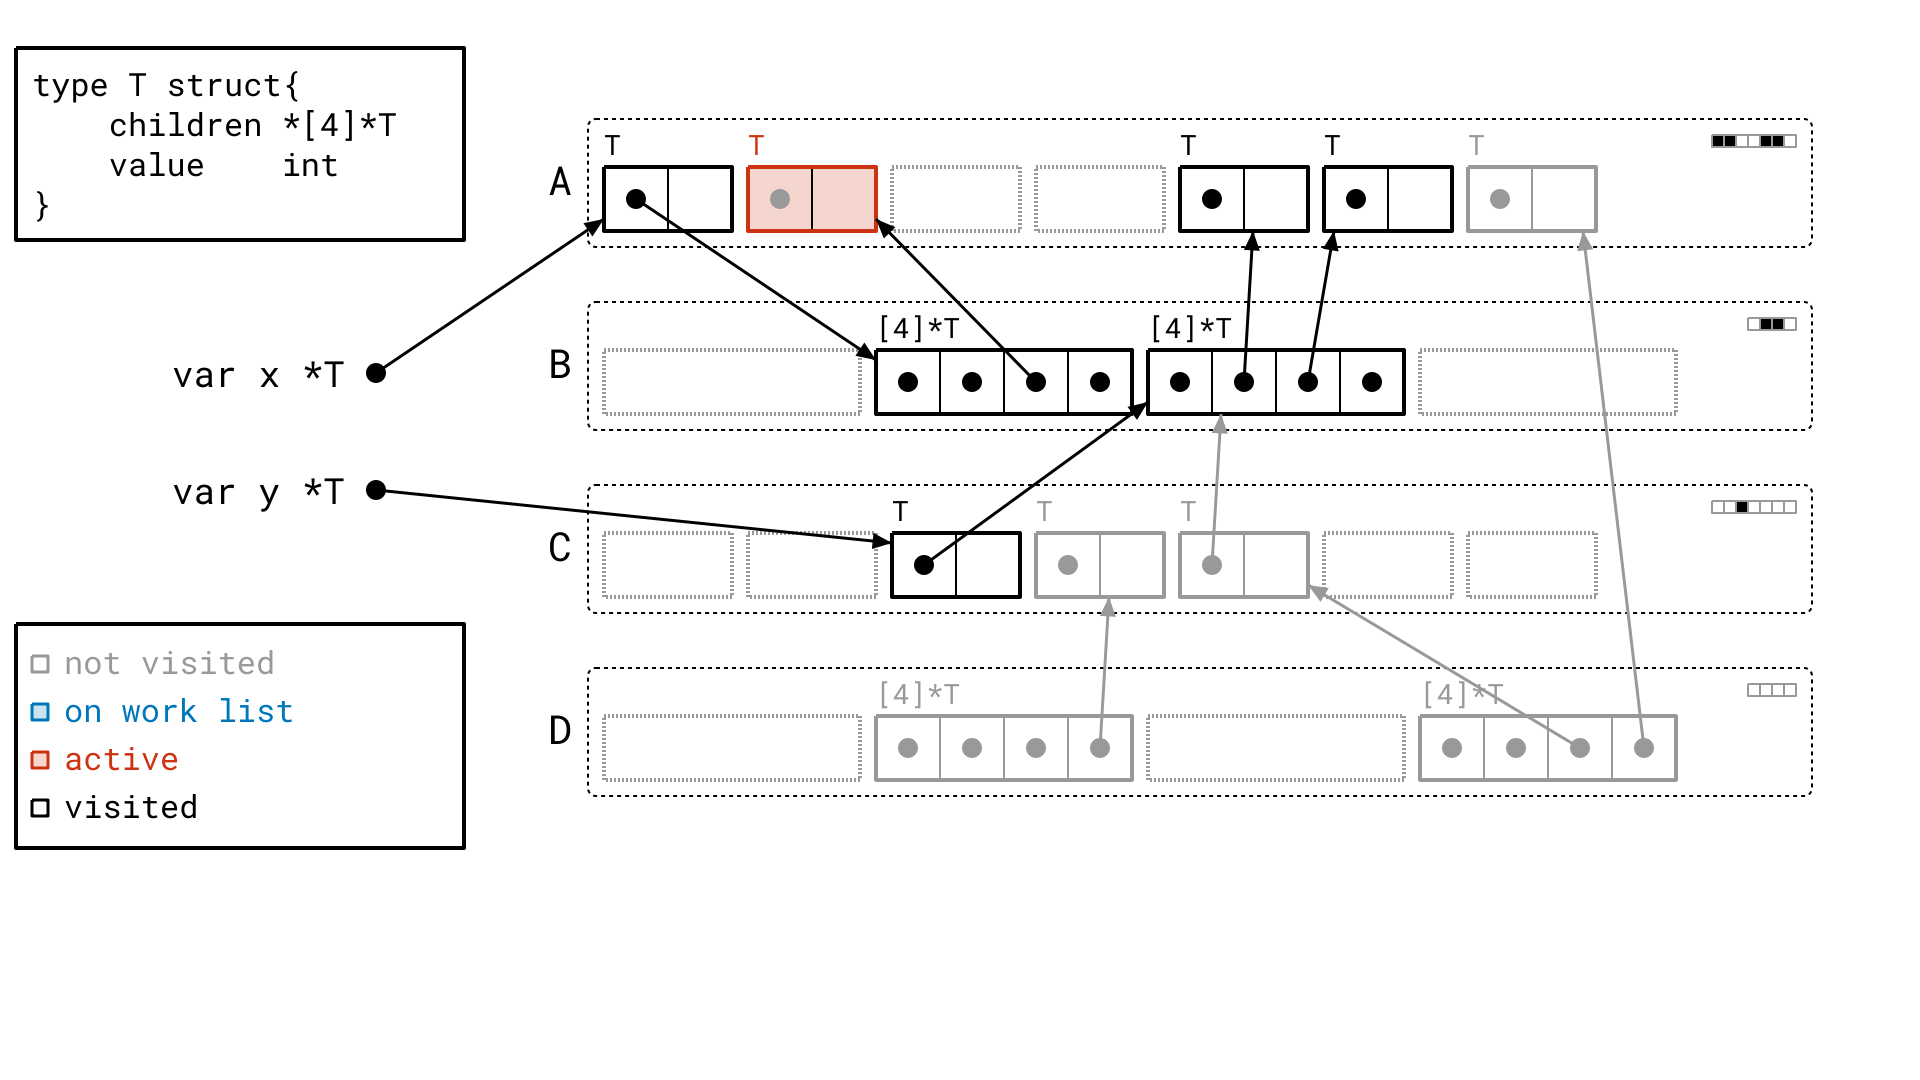 type T struct{
    children *[4]*T
    value    int
}
T T T T T
A
[4]*T [4]*T
B
var x *T
var y *T
T T T
C
[4]*T [4]*T
D
not visited
on work list
active
visited